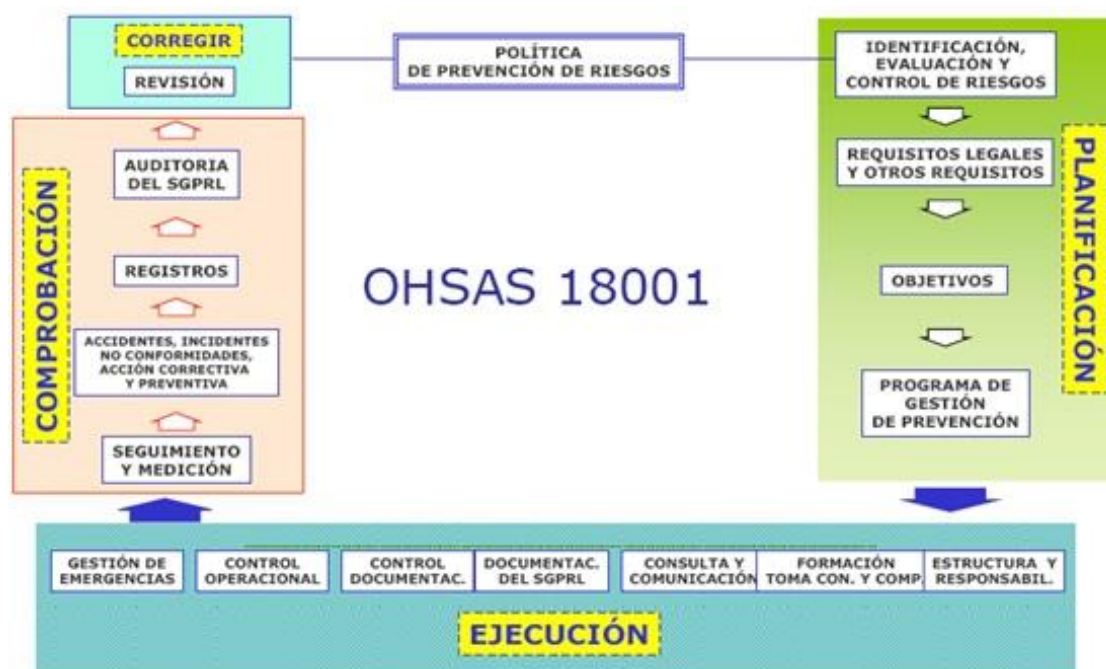 CORREGIR
REVISIÓN
POLÍTICA
DE PREVENCIÓN DE RIESGOS
IDENTIFICACIÓN,
EVALUACIÓN Y
CONTROL DE RIESGOS
REQUISITOS LEGALES
Y OTROS REQUISITOS
OBJETIVOS
PROGRAMA DE
GESTIÓN
DE PREVENCIÓN
PLANIFICACIÓN
OHSAS 18001
COMPROBACIÓN
AUDITORIA
DEL SGPRL
REGISTROS
ACCIDENTES, INCIDENTES
NO CONFORMIDADES,
ACCIÓN CORRECTIVA
Y PREVENTIVA
SEGUIMIENTO
Y MEDICIÓN
GESTIÓN DE
EMERGENCIAS
CONTROL
OPERACIONAL
CONTROL
DOCUMENTAC.
DOCUMENTAC.
DEL SGPRL
CONSULTA Y
COMUNICACIÓN
FORMACIÓN
TOMA CON. Y COMP.
ESTRUCTURA Y
RESPONSABIL.
EJECUCIÓN